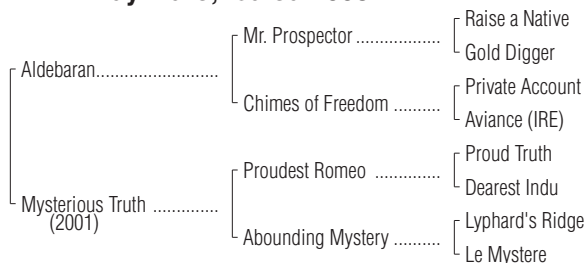 Raise a Native
Mr. Prospector ..................
Gold Digger
Aldebaran..........................
Private Account
Chimes of Freedom ..........
Aviance (IRE)
Proud Truth
Proudest Romeo ...............
Dearest Indu
Mysterious Truth ..............
(2001)
Lyphard's Ridge
Abounding Mystery ..........
Le Mystere